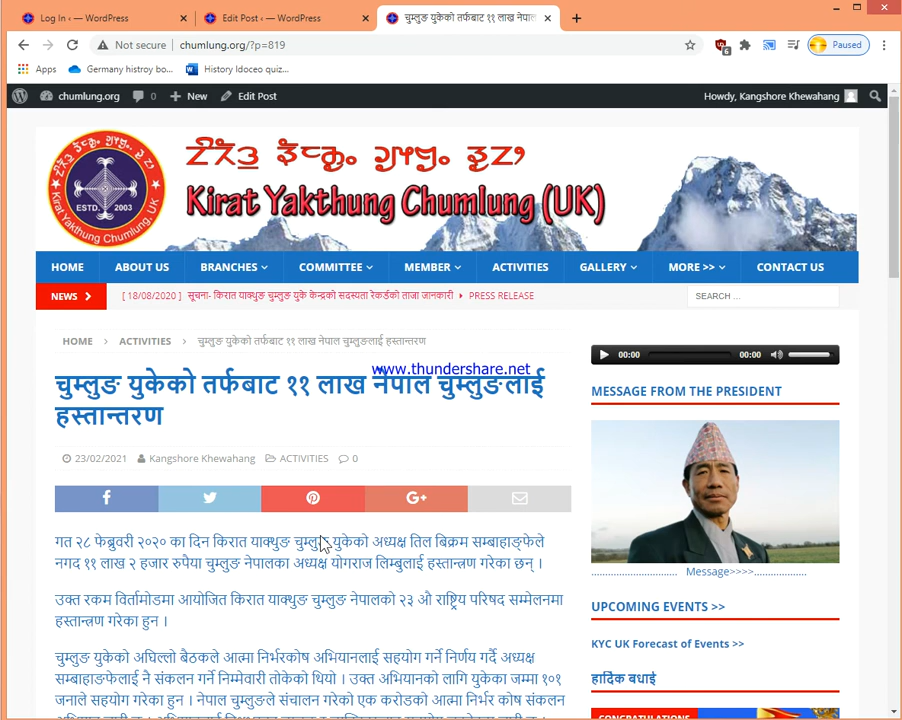 Log In ‹ — WordPress
Edit Post ‹ — WordPress
चुम्लुङ युकेको तर्फबाट ११ लाख नेपाल
Not secure
chumlung.org/?p=819
6
Paused
Apps
Germany histroy bo...
History Idoceo quiz...
chumlung.org
0
New
Edit Post
Howdy, Kangshore Khewahang
ESTD. 2003
Kirat Yakthung Chumlung (UK)
HOME
ABOUT US
BRANCHES
COMMITTEE
MEMBER
ACTIVITIES
GALLERY
MORE >>
CONTACT US
NEWS
[ 18/08/2020 ] सूचना- किरात याक्थुङ चुम्लुङ युके केन्द्रको सदस्यता रेकर्डको ताजा जानकारी
PRESS RELEASE
SEARCH ...
HOME
ACTIVITIES
चुम्लुङ युकेको तर्फबाट ११ लाख नेपाल चुम्लुङलाई हस्तान्तरण
www.thundershare.net
चुम्लुङ युकेको तर्फबाट ११ लाख नेपाल चुम्लुङलाई
हस्तान्तरण
23/02/2021
Kangshore Khewahang
ACTIVITIES
0
गत २८ फेब्रुवरी २०२० का दिन किरात याक्थुङ चुम्लुङ युकेको अध्यक्ष तिल बिक्रम सम्बाहाङ्फेले
नगद ११ लाख २ हजार रुपैया चुम्लुङ नेपालका अध्यक्ष योगराज लिम्बुलाई हस्तान्त्रण गरेका छन् ।
उक्त रकम विर्तामोडमा आयोजित किरात याक्थुङ चुम्लुङ नेपालको २३ औ राष्ट्रिय परिषद सम्मेलनमा
हस्तान्त्रण गरेका हुन ।
चुम्लुङ युकेको अघिल्लो बैठकले आत्मा निर्भरकोष अभियानलाई सहयोग गर्ने निर्णय गर्दै अध्यक्ष
सम्बाहाङफेलाई नै संकलन गर्ने निम्मेवारी तोकेको थियो । उक्त अभियानको लागि युकेका जम्मा १०१
जनाले सहयोग गरेका हुन । नेपाल चुम्लुङले संचालन गरेको एक करोडको आत्मा निर्भर कोष संकलन
00:00
00:00
MESSAGE FROM THE PRESIDENT
............................... Message>>>>...................
UPCOMING EVENTS >>
KYC UK Forecast of Events >>
हार्दिक बधाई
CONGRATULATIONS